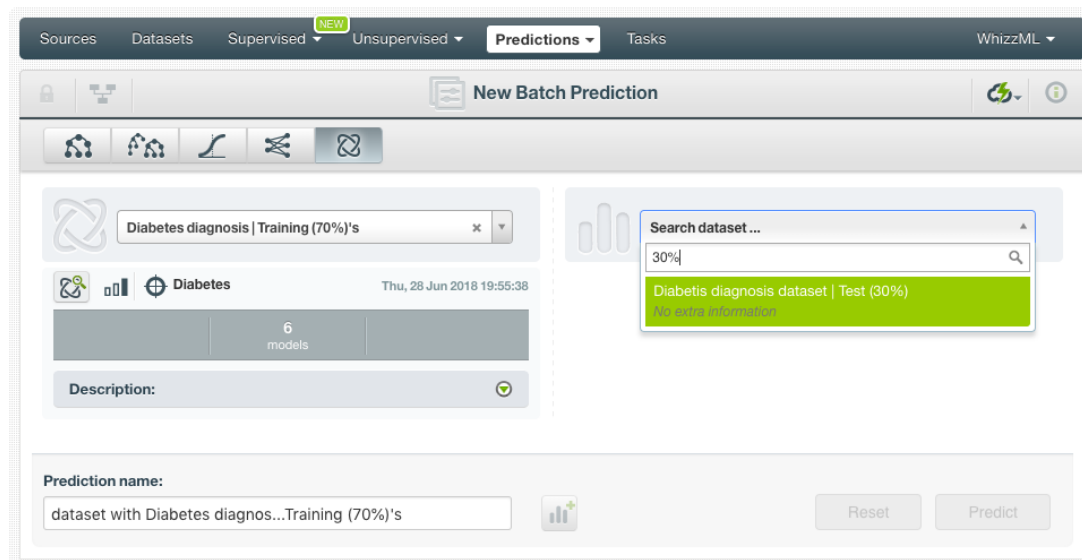 NEW
Sources Datasets Supervised Unsupervised Predictions Tasks WhizzML
New Batch Prediction
Diabetes diagnosis | Training (70%)'s
Search dataset ...
30%
Diabetis diagnosis dataset | Test (30%)
No extra information
Diabetes Thu, 28 Jun 2018 19:55:38
6
models
Description:
Prediction name:
dataset with Diabetes diagnos...Training (70%)'s
Reset Predict